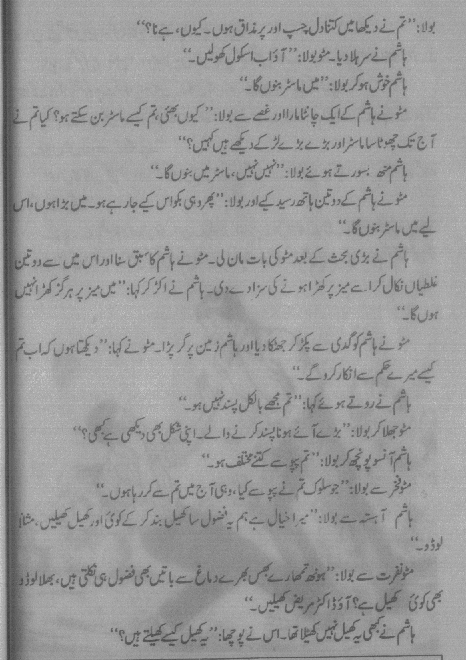 بولا: ”تم نے دیکھا میں کتنا دل چسپ اور پر مذاق ہوں۔ کیوں، ہے نا؟“
ہاشم نے سر ہلا دیا۔ مٹو بولا: ”آؤ اب اسکول کھولیں۔“
ہاشم خوش ہو کر بولا: ”میں ماسٹر بنوں گا۔“
مٹو نے ہاشم کے ایک چانٹا مارا اور غصے سے بولا: ”کیوں بھئی، تم کیسے ماسٹر بن سکتے ہو؟ کیا تم نے
آج تک چھوٹا سا ماسٹر اور بڑے بڑے لڑکے دیکھے ہیں کہیں؟“
ہاشم منھ بسورتے ہوئے بولا: ”نہیں نہیں، ماسٹر میں بنوں گا۔“
مٹو نے ہاشم کے دو تین ہاتھ رسید کیے اور بولا: ”پھر وہی بکواس کیے جا رہے ہو۔ میں بڑا ہوں، اس
لیے میں ماسٹر بنوں گا۔“
ہاشم نے بڑی بحث کے بعد مٹو کی بات مان لی۔ مٹو نے ہاشم کا سبق سنا اور اس میں سے دو تین
غلطیاں نکال کر اسے میز پر کھڑا ہونے کی سزا دے دی۔ ہاشم نے اکڑ کر کہا: ”میں میز پر ہرگز کھڑا نہیں
ہوں گا۔“
مٹو نے ہاشم کو گدی سے پکڑ کر جھٹکا دیا اور ہاشم زمین پر گر پڑا۔ مٹو نے کہا: ”دیکھتا ہوں کہ اب تم
کیسے میرے حکم سے انکار کرو گے۔“
ہاشم نے روتے ہوئے کہا: ”تم مجھے بالکل پسند نہیں ہو۔“
مٹو جھلا کر بولا: ”بڑے آئے ہو ناپسند کرنے والے۔ اپنی شکل بھی دیکھی ہے کبھی؟“
ہاشم آنسو پونچھ کر بولا: ”تم پپو سے کتنے مختلف ہو۔“
مٹو فخر سے بولا: ”جو سلوک تم نے پپو سے کیا، وہی آج میں تم سے کر رہا ہوں۔“
ہاشم آہستہ سے بولا: ”میرا خیال ہے ہم یہ فضول سا کھیل بند کر کے کوئی اور کھیل کھیلیں، مثلاً
لوڈو۔“
مٹو نفرت سے بولا: ”ہونھ تمھارے بھس بھرے دماغ سے باتیں بھی فضول ہی نکلتی ہیں، بھلا لوڈو
بھی کوئی کھیل ہے؟ آؤ ڈاکٹر مریض کھیلیں۔“
ہاشم نے کبھی یہ کھیل نہیں کھیلا تھا۔ اس نے پوچھا: ”یہ کھیل کیسے کھیلتے ہیں؟“